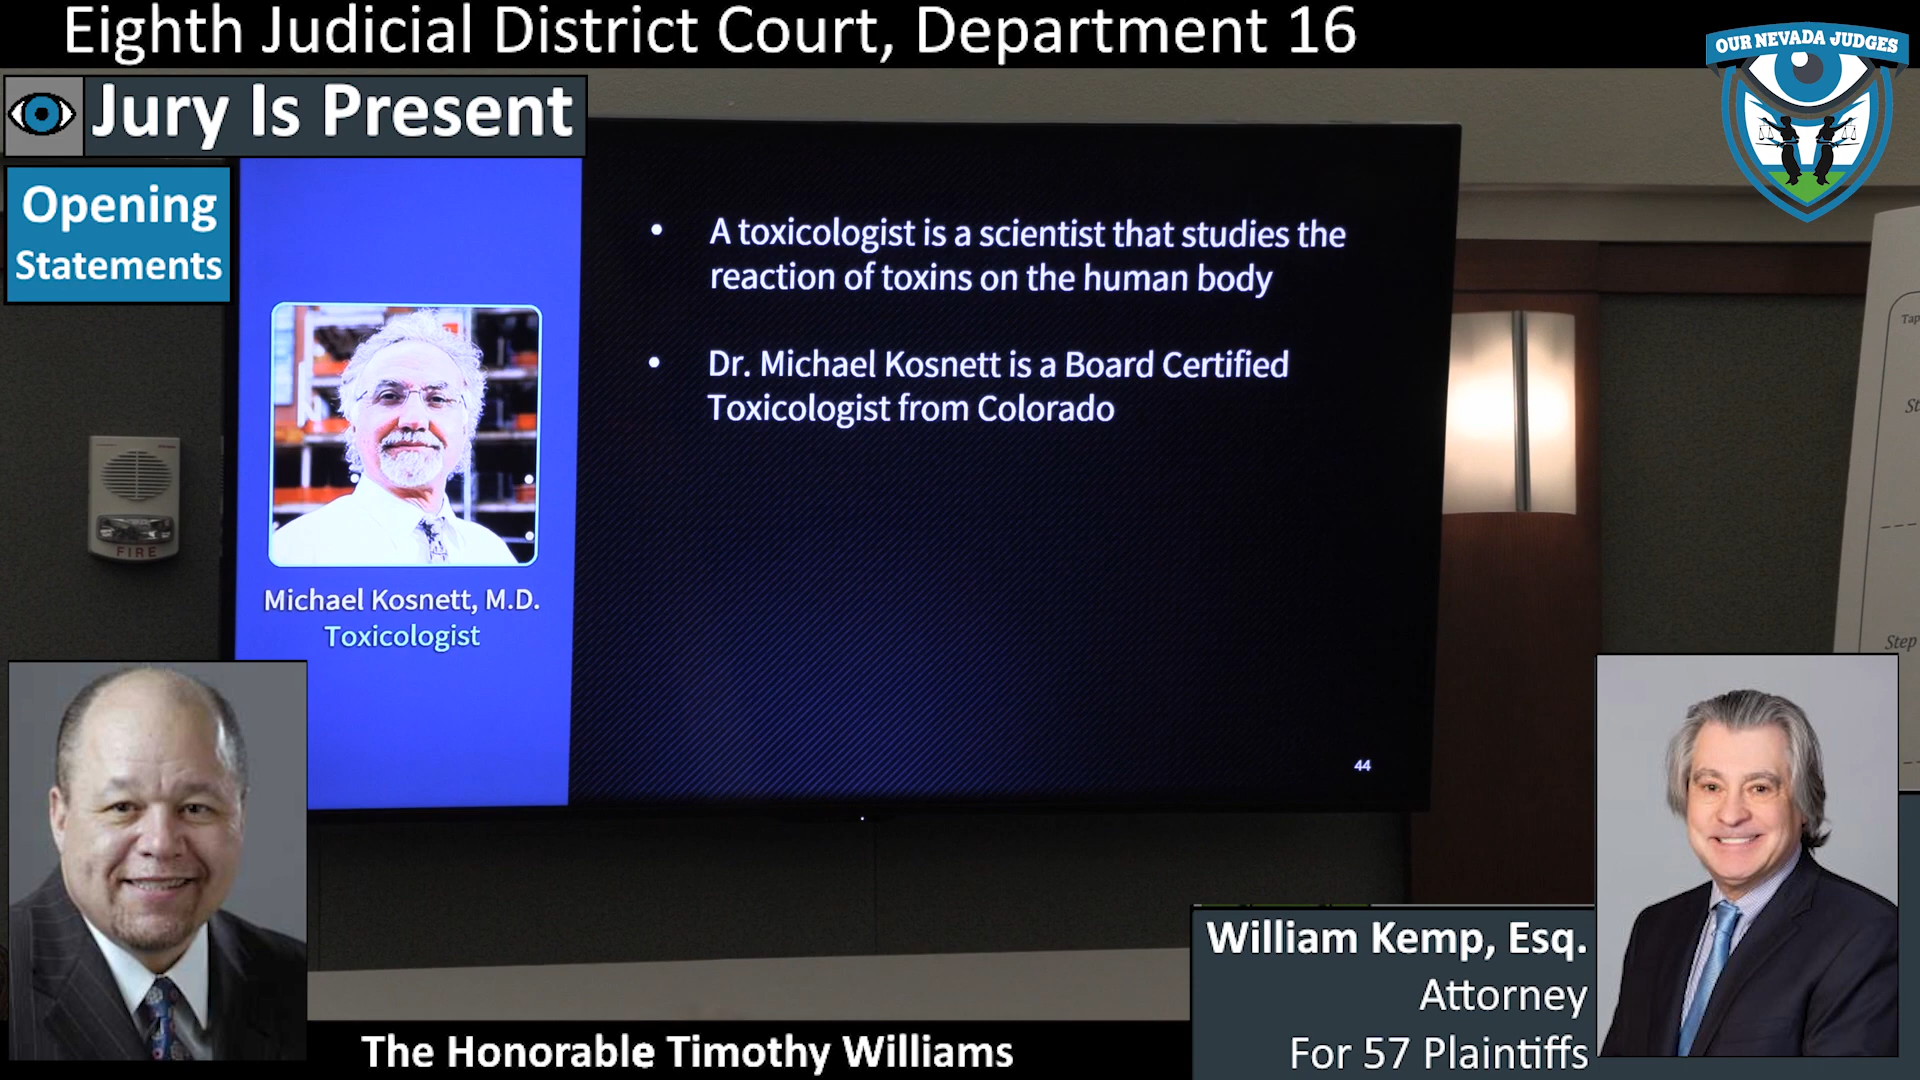 Eighth Judicial District Court, Department 16
OUR NEVADA JUDGES
Jury Is Present
Opening
Statements
• A toxicologist is a scientist that studies the
reaction of toxins on the human body
• Dr. Michael Kosnett is a Board Certified
Toxicologist from Colorado
Michael Kosnett, M.D.
Toxicologist
44
FIRE
Step
William Kemp, Esq.
Attorney
For 57 Plaintiffs
The Honorable Timothy Williams